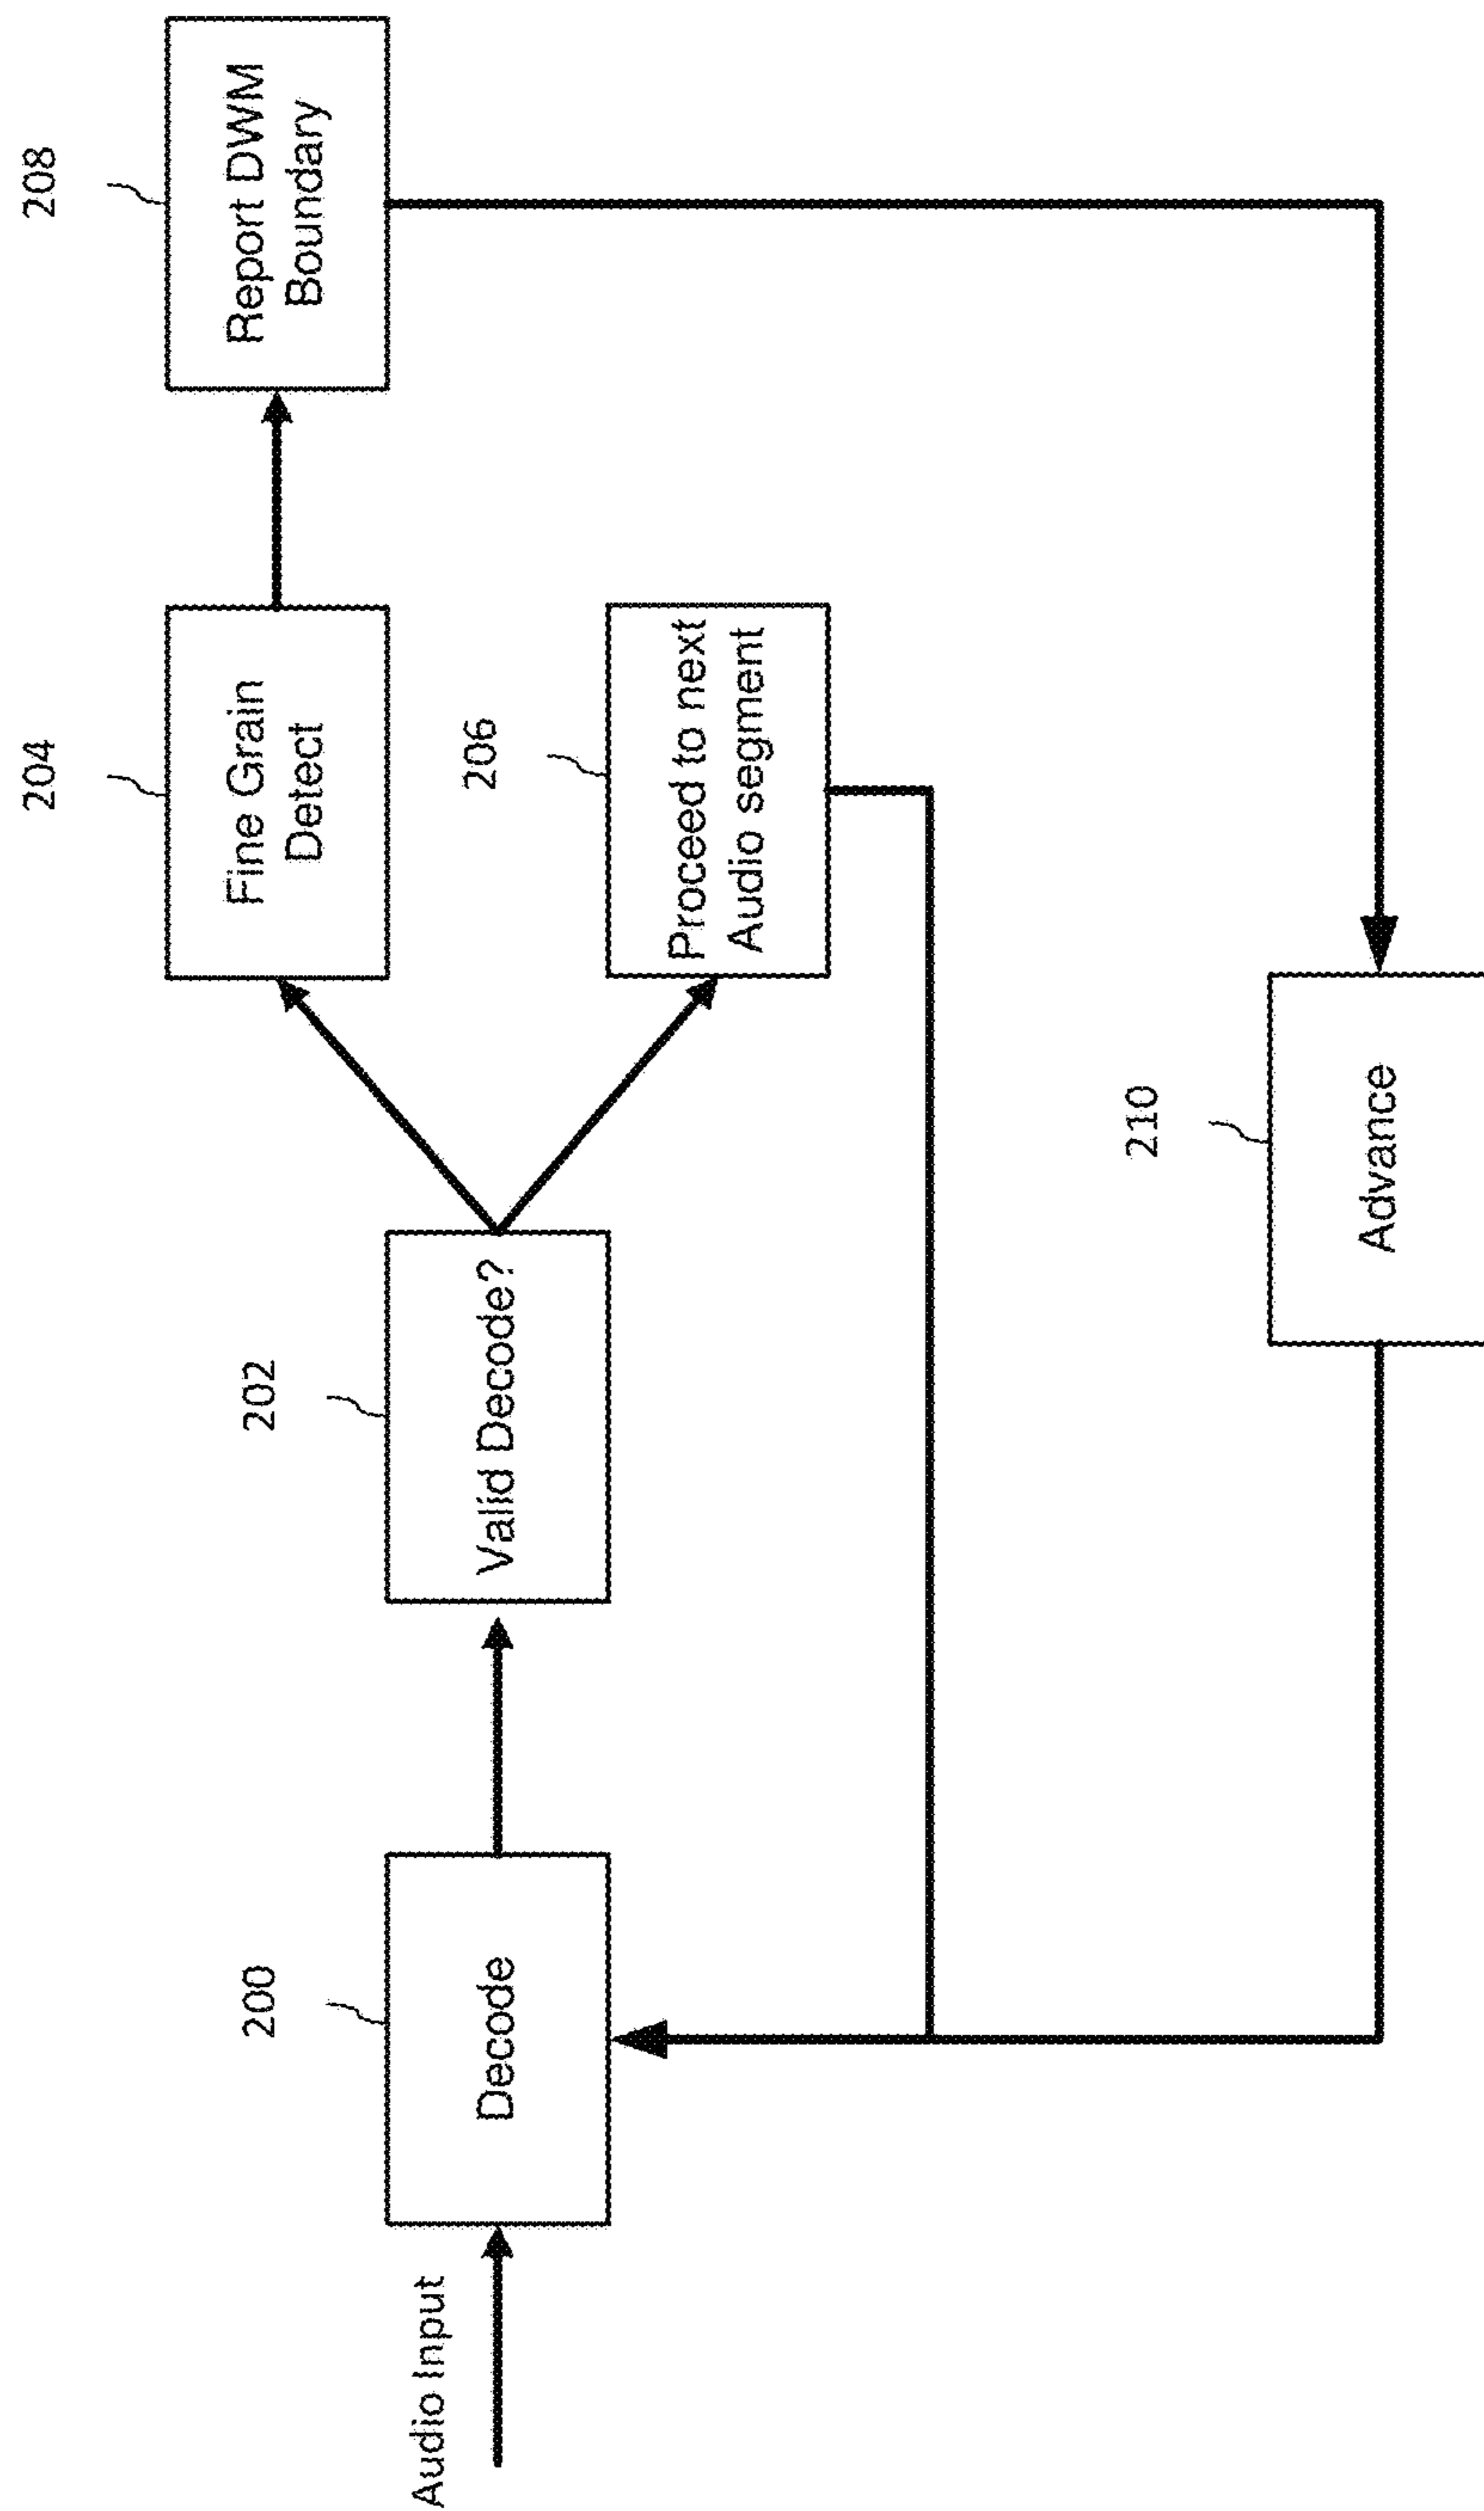 Audio Input
200
Decode
202
Valid Decode?
204
Fine Grain
Detect
206
Proceed to next
Audio segment
208
Report DWM
Boundary
210
Advance